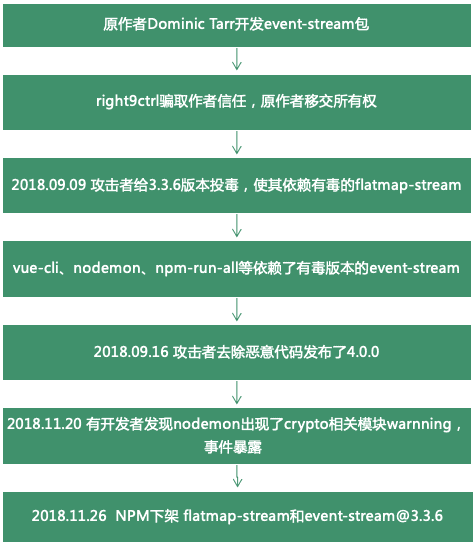 原作者Dominic Tarr开发event-stream包
right9ctrl骗取作者信任，原作者移交所有权
2018.09.09 攻击者给3.3.6版本投毒，使其依赖有毒的flatmap-stream
vue-cli、nodemon、npm-run-all等依赖了有毒版本的event-stream
2018.09.16 攻击者去除恶意代码发布了4.0.0
2018.11.20 有开发者发现nodemon出现了crypto相关模块warnning，
事件暴露
2018.11.26 NPM下架 flatmap-stream和event-stream@3.3.6